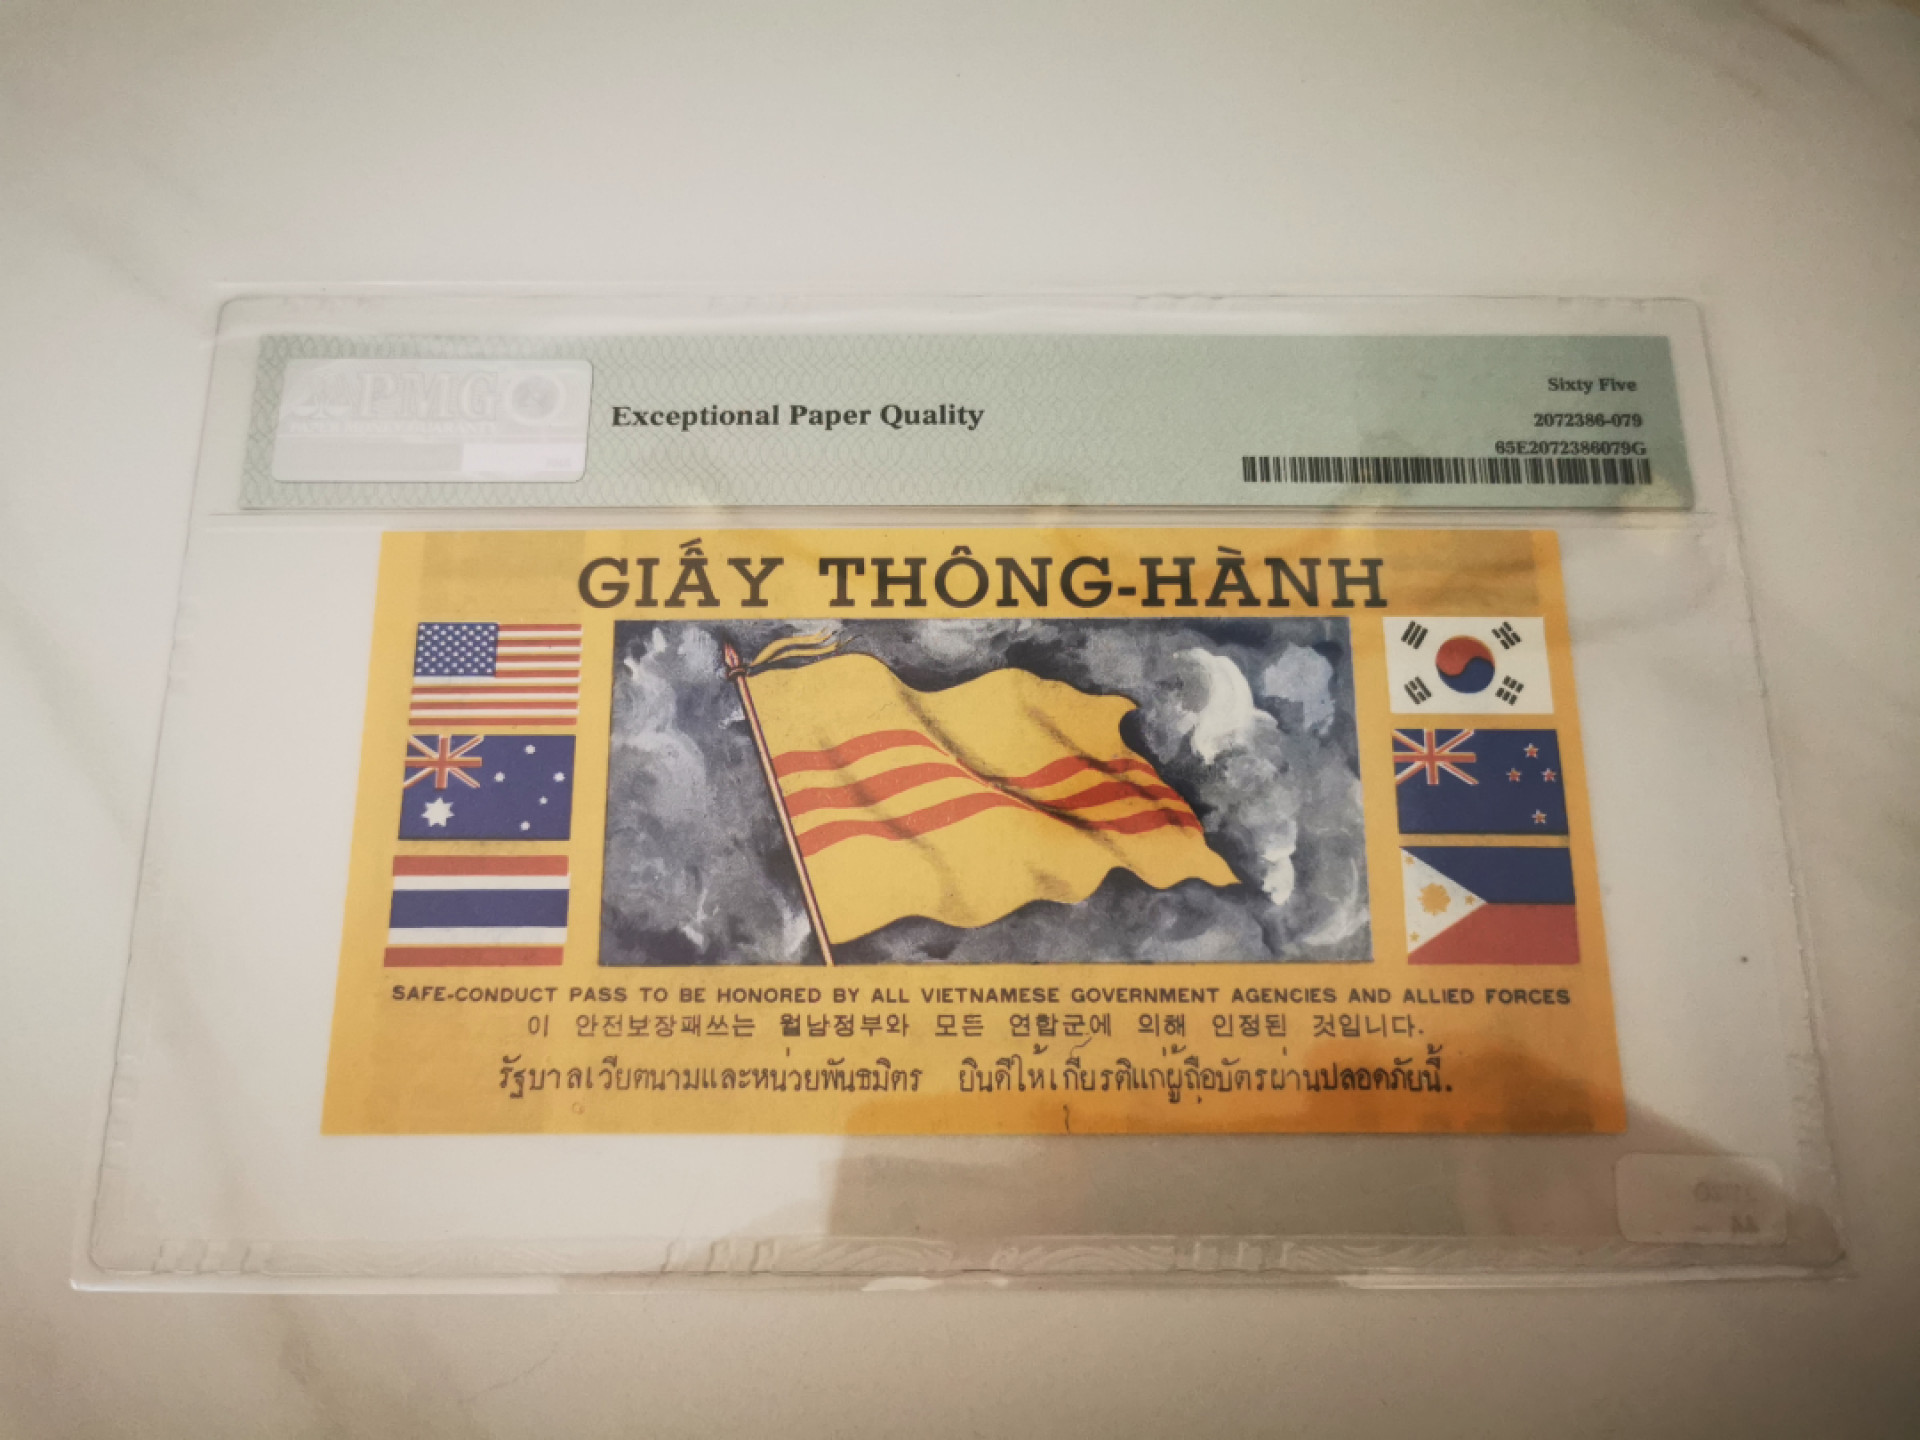 PMG
PAPER MONEY GUARANTY
Exceptional Paper Quality
Sixty Five
2072386-079
65E2072386079G
GIẤY THÔNG-HÀNH
SAFE-CONDUCT PASS TO BE HONORED BY ALL VIETNAMESE GOVERNMENT AGENCIES AND ALLIED FORCES
이 안전보장패쓰는 월남정부와 모든 연합군에 의해 인정된 것입니다.
รัฐบาลเวียตนามและหน่วยพันธมิตร ยินดีให้เกียรติแก่ผู้ถือบัตรผ่านปลอดภัยนี้.